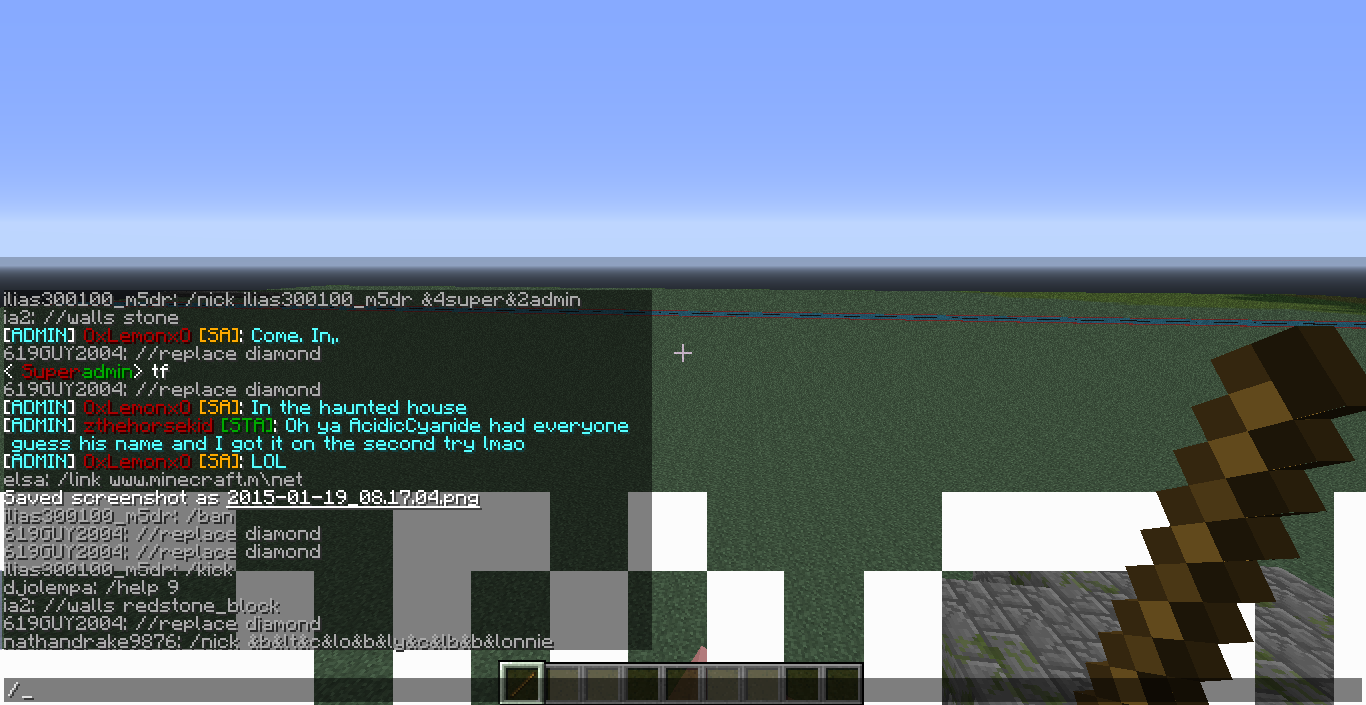 ilias300100_m5dr: /nick ilias300100_m5dr &4super&2admin
ia2: //walls stone
[ADMIN] 0xLemonx0 [SA]: Come. In,.
619GUY2004: //replace diamond
< Superadmin> tf
619GUY2004: //replace diamond
[ADMIN] 0xLemonx0 [SA]: In the haunted house
[ADMIN] zthehorsekid [STA]: Oh ya AcidicCyanide had everyone
guess his name and I got it on the second try lmao
[ADMIN] 0xLemonx0 [SA]: LOL
elsa: /link www.minecraft.m\net
Saved screenshot as 2015-01-19_08.17.04.png
ilias300100_m5dr: /ban
619GUY2004: //replace diamond
619GUY2004: //replace diamond
ilias300100_m5dr: /kick
djolempa: /help 9
ia2: //walls redstone_block
619GUY2004: //replace diamond
nathandrake9876: /nick &b&lt&c&lo&b&ly&c&lb&b&lonnie
/_